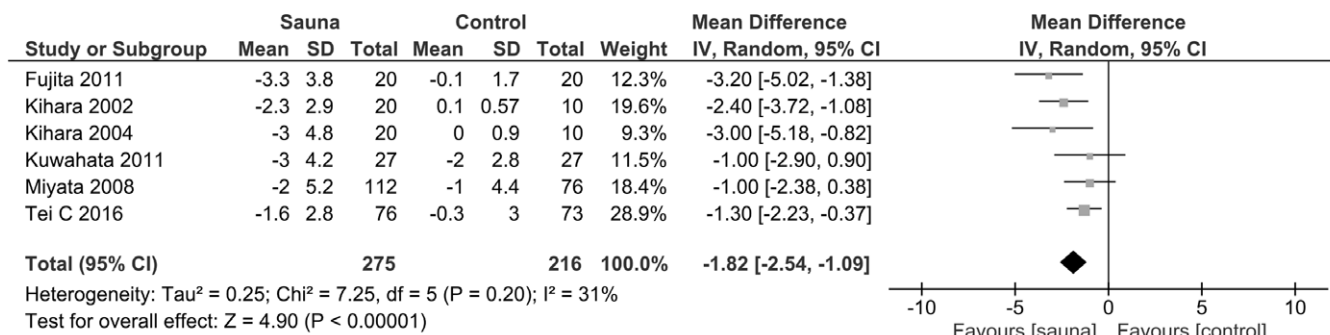 Sauna Control Mean Difference Mean Difference
Study or Subgroup Mean SD Total Mean SD Total Weight IV, Random, 95% CI IV, Random, 95% CI
Fujita 2011 -3.3 3.8 20 -0.1 1.7 20 12.3% -3.20 [-5.02, -1.38]
Kihara 2002 -2.3 2.9 20 0.1 0.57 10 19.6% -2.40 [-3.72, -1.08]
Kihara 2004 -3 4.8 20 0 0.9 10 9.3% -3.00 [-5.18, -0.82]
Kuwahata 2011 -3 4.2 27 -2 2.8 27 11.5% -1.00 [-2.90, 0.90]
Miyata 2008 -2 5.2 112 -1 4.4 76 18.4% -1.00 [-2.38, 0.38]
Tei C 2016 -1.6 2.8 76 -0.3 3 73 28.9% -1.30 [-2.23, -0.37]
Total (95% CI) 275 216 100.0% -1.82 [-2.54, -1.09]
Heterogeneity: Tau² = 0.25; Chi² = 7.25, df = 5 (P = 0.20); I² = 31%
Test for overall effect: Z = 4.90 (P < 0.00001)
-10 -5 0 5 10
Favours [sauna] Favours [control]